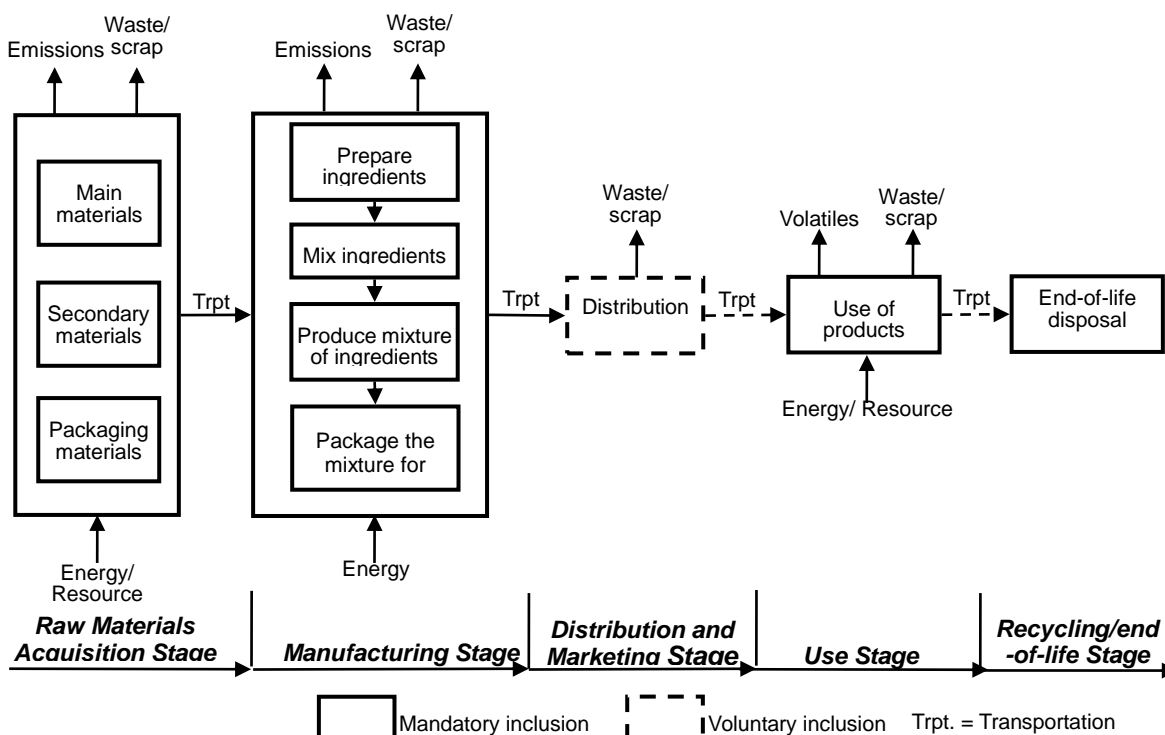 Emissions
Waste/
scrap
Main
materials
Secondary
materials
Packaging
materials
Energy/
Resource
Trpt
Emissions
Waste/
scrap
Prepare
ingredients
Mix ingredients
Produce mixture
of ingredients
Package the
mixture for
Energy
Trpt
Waste/
scrap
Distribution
Trpt
Volatiles
Waste/
scrap
Use of
products
Energy/ Resource
Trpt
End-of-life
disposal
Raw Materials
Acquisition Stage
Manufacturing Stage
Distribution and
Marketing Stage
Use Stage
Recycling/end
-of-life Stage
Mandatory inclusion
Voluntary inclusion
Trpt. = Transportation